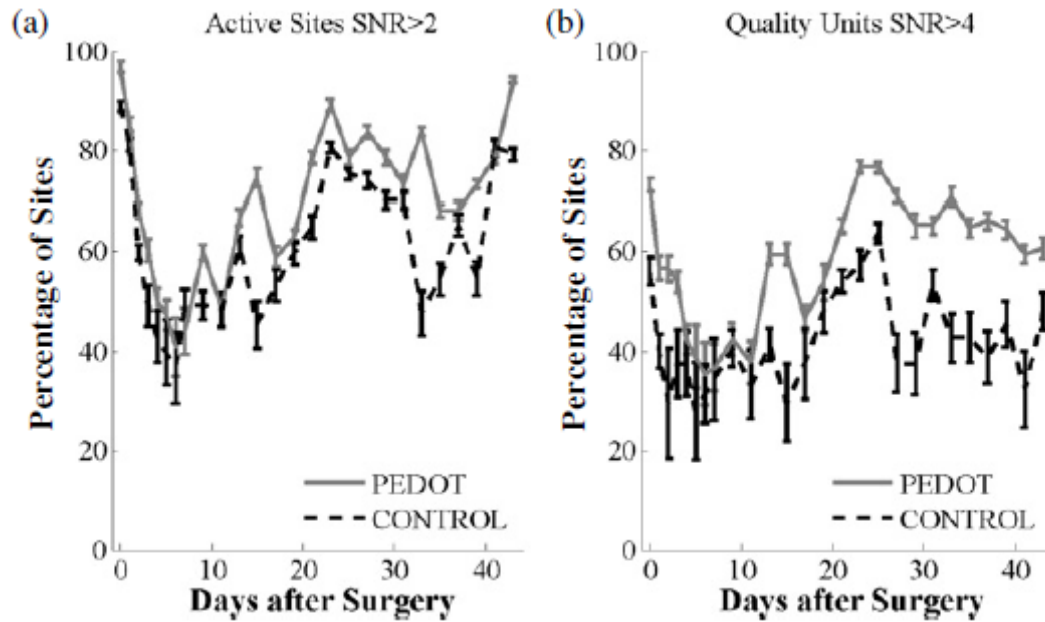 (a) Active Sites SNR>2
100
80
60
40
20
0
Percentage of Sites
PEDOT
CONTROL
0 10 20 30 40
Days after Surgery
(b) Quality Units SNR>4
100
80
60
40
20
0
Percentage of Sites
PEDOT
CONTROL
0 10 20 30 40
Days after Surgery